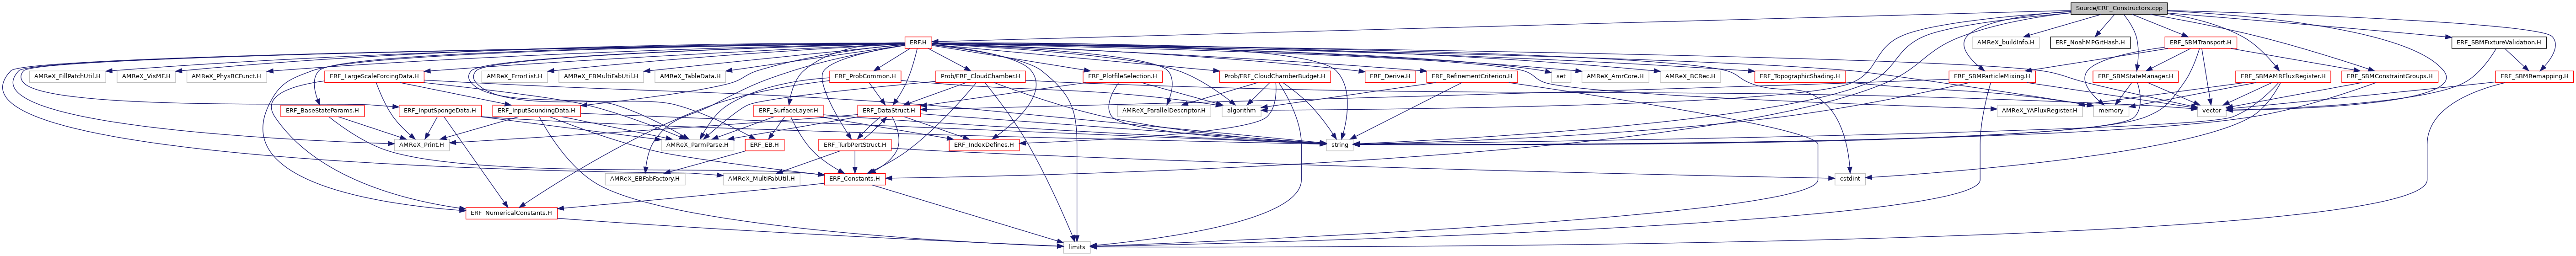 Source/ERF_Constructors.cpp
ERF.H
AMReX_buildInfo.H
ERF_NoahMPGitHash.H
ERF_SBMTransport.H
ERF_SBMFixtureValidation.H
AMReX_FillPatchUtil.H
AMReX_VisMF.H
AMReX_PhysBCFunct.H
ERF_LargeScaleForcingData.H
AMReX_ErrorList.H
AMReX_EBMultiFabUtil.H
AMReX_TableData.H
ERF_ProbCommon.H
Prob/ERF_CloudChamber.H
ERF_PlotfileSelection.H
Prob/ERF_CloudChamberBudget.H
ERF_Derive.H
ERF_RefinementCriterion.H
set
AMReX_AmrCore.H
AMReX_BCRec.H
ERF_TopographicShading.H
ERF_SBMParticleMixing.H
ERF_SBMStateManager.H
ERF_SBMAMRFluxRegister.H
ERF_SBMConstraintGroups.H
ERF_SBMRemapping.H
ERF_BaseStateParams.H
ERF_InputSpongeData.H
ERF_InputSoundingData.H
ERF_SurfaceLayer.H
ERF_DataStruct.H
AMReX_ParallelDescriptor.H
algorithm
AMReX_YAFluxRegister.H
memory
vector
AMReX_Print.H
AMReX_ParmParse.H
ERF_EB.H
ERF_TurbPertStruct.H
ERF_IndexDefines.H
string
AMReX_EBFabFactory.H
AMReX_MultiFabUtil.H
ERF_Constants.H
cstdint
ERF_NumericalConstants.H
limits